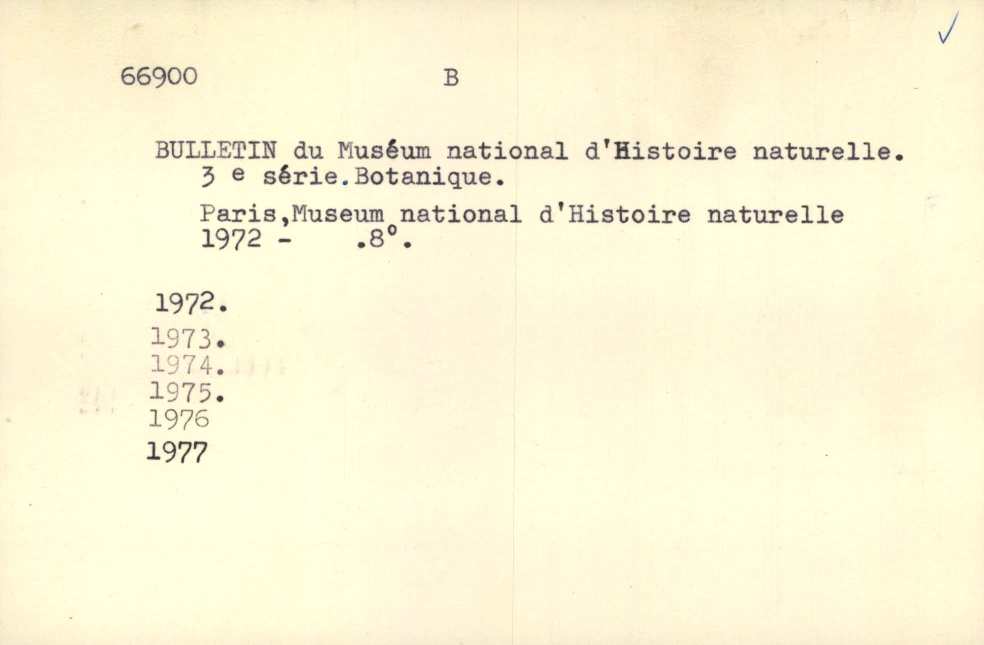 66900 B
BULLETIN du Muséum national d'Histoire naturelle.
3 e série.Botanique.
Paris,Museum national d'Histoire naturelle
1972 - .8°.
1972.
1973.
1974.
1975.
1976
1977